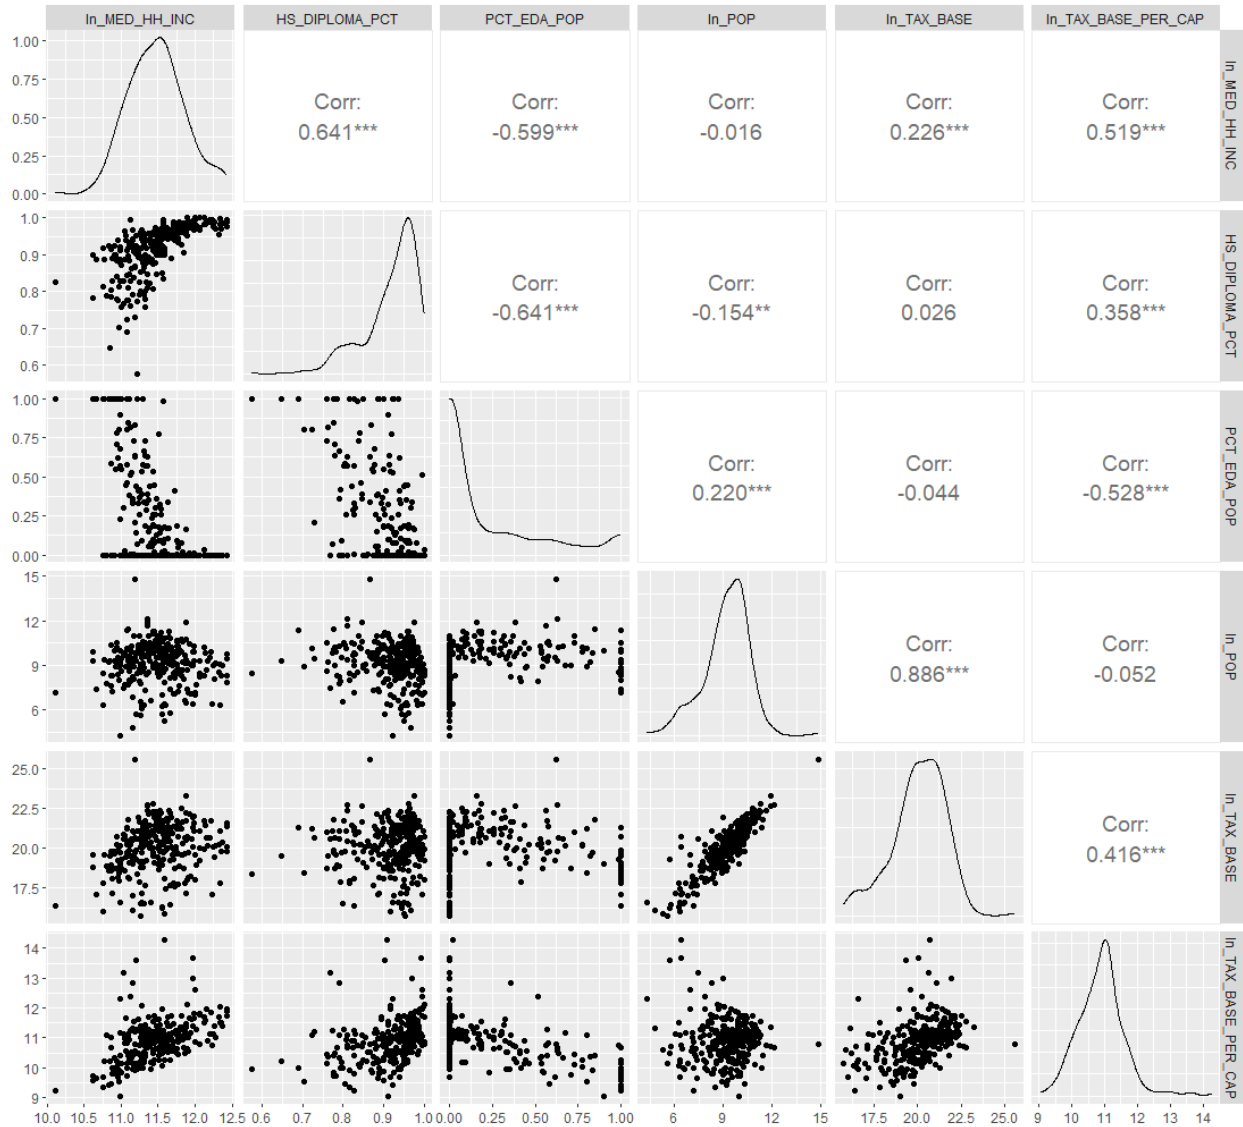 ln_MED_HH_INC HS_DIPLOMA_PCT PCT_EDA_POP ln_POP ln_TAX_BASE ln_TAX_BASE_PER_CAP
1.00
0.75
0.50
0.25
0.00
Corr:
0.641***
Corr:
-0.599***
Corr:
-0.016
Corr:
0.226***
Corr:
0.519***
ln_MED_HH_INC
1.0
0.9
0.8
0.7
0.6
Corr:
-0.641***
Corr:
-0.154**
Corr:
0.026
Corr:
0.358***
HS_DIPLOMA_PCT
1.00
0.75
0.50
0.25
0.00
Corr:
0.220***
Corr:
-0.044
Corr:
-0.528***
PCT_EDA_POP
15
12
9
6
Corr:
0.886***
Corr:
-0.052
ln_POP
25.0
22.5
20.0
17.5
Corr:
0.416***
ln_TAX_BASE
14
13
12
11
10
9
ln_TAX_BASE_PER_CAP
10.0 10.5 11.0 11.5 12.0 12.5 0.6 0.7 0.8 0.9 1.0 0.00 0.25 0.50 0.75 1.00 6 9 12 15 17.5 20.0 22.5 25.0 9 10 11 12 13 14